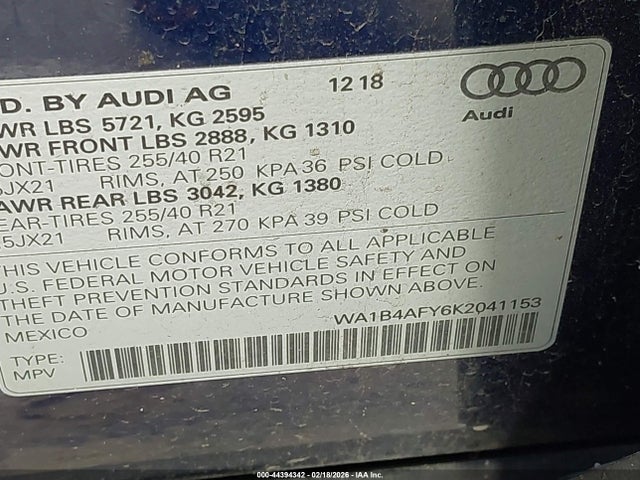 D. BY AUDI AG 12 18
WR LBS 5721, KG 2595
WR FRONT LBS 2888, KG 1310
ONT-TIRES 255/40 R21
5JX21 RIMS, AT 250 KPA 36 PSI COLD
AWR REAR LBS 3042, KG 1380
EAR-TIRES 255/40 R21
5JX21 RIMS, AT 270 KPA 39 PSI COLD
Audi
THIS VEHICLE CONFORMS TO ALL APPLICABLE
U.S. FEDERAL MOTOR VEHICLE SAFETY AND
THEFT PREVENTION STANDARDS IN EFFECT ON
THE DATE OF MANUFACTURE SHOWN ABOVE.
MEXICO WA1B4AFY6K2041153
TYPE:
MPV
000-44394342 - 02/18/2026 - IAA Inc.